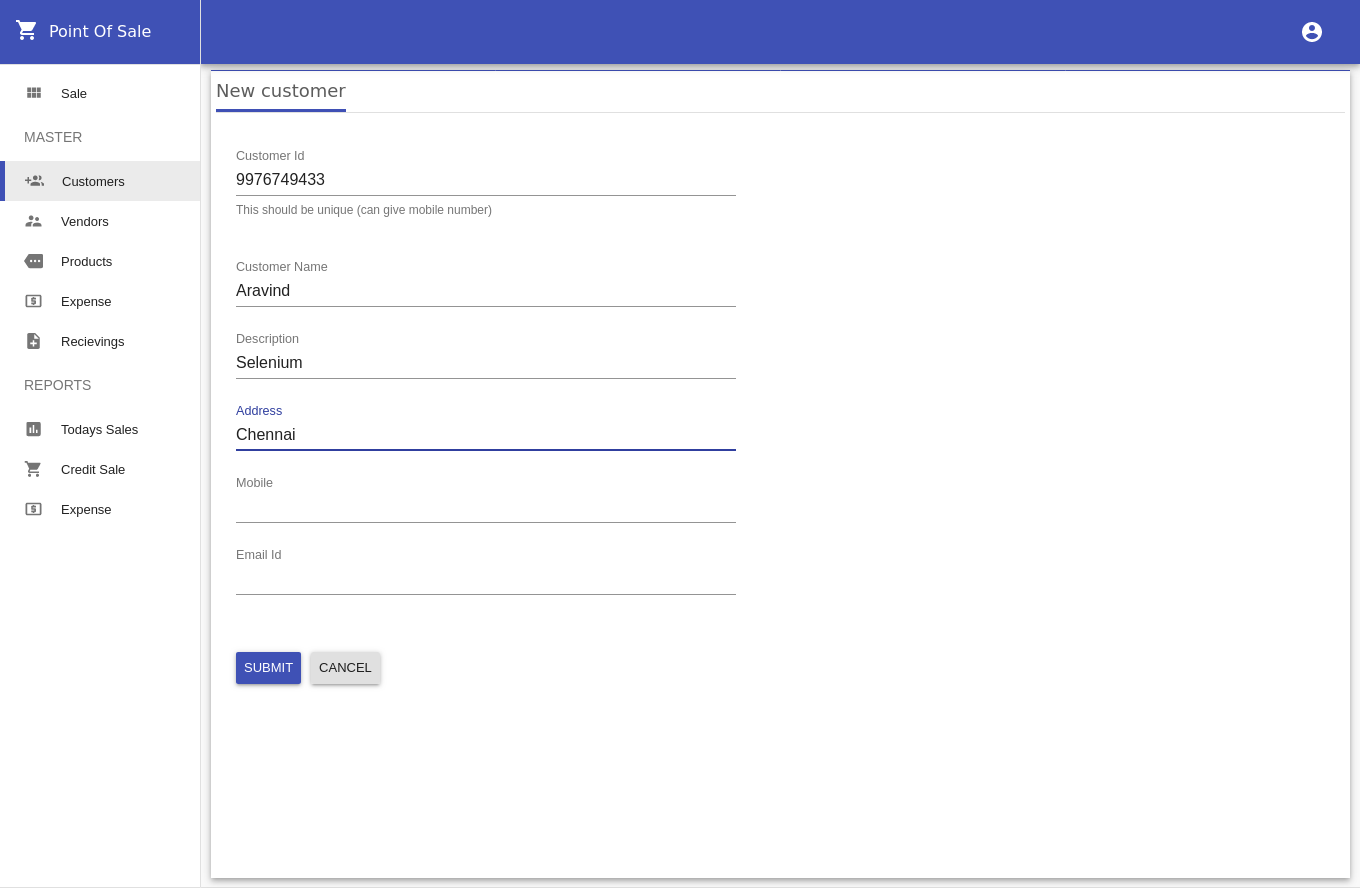 Point Of Sale
Sale
MASTER
Customers
Vendors
Products
Expense
Recievings
REPORTS
Todays Sales
Credit Sale
Expense
New customer
Customer Id
9976749433
This should be unique (can give mobile number)
Customer Name
Aravind
Description
Selenium
Address
Chennai
Mobile
Email Id
SUBMIT CANCEL